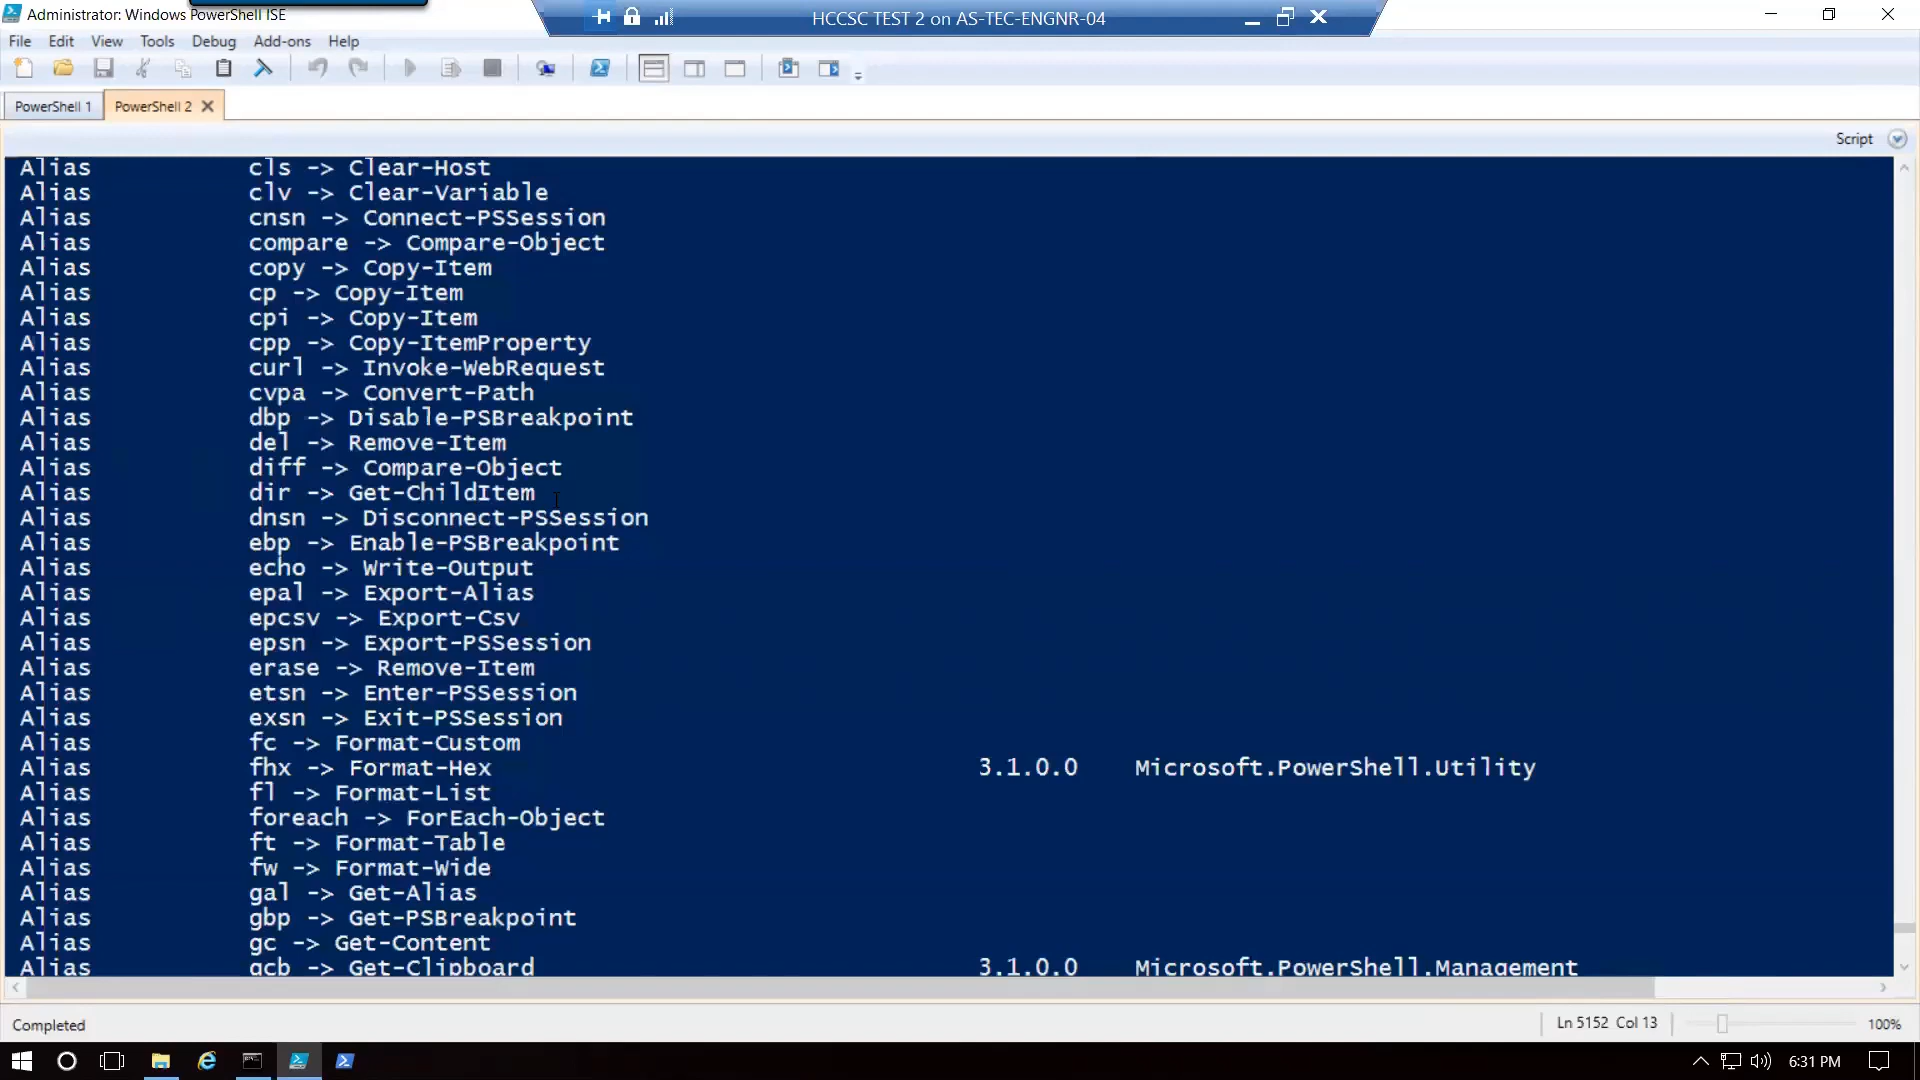 Administrator: Windows PowerShell ISE
HCCSC TEST 2 on AS-TEC-ENGNR-04
File Edit View Tools Debug Add-ons Help
PowerShell 1 PowerShell 2
Script
Alias cls -> Clear-Host
Alias clv -> Clear-Variable
Alias cnsn -> Connect-PSSession
Alias compare -> Compare-Object
Alias copy -> Copy-Item
Alias cp -> Copy-Item
Alias cpi -> Copy-Item
Alias cpp -> Copy-ItemProperty
Alias curl -> Invoke-WebRequest
Alias cvpa -> Convert-Path
Alias dbp -> Disable-PSBreakpoint
Alias del -> Remove-Item
Alias diff -> Compare-Object
Alias dir -> Get-ChildItem
Alias dnsn -> Disconnect-PSSession
Alias ebp -> Enable-PSBreakpoint
Alias echo -> Write-Output
Alias epal -> Export-Alias
Alias epcsv -> Export-Csv
Alias epsn -> Export-PSSession
Alias erase -> Remove-Item
Alias etsn -> Enter-PSSession
Alias exsn -> Exit-PSSession
Alias fc -> Format-Custom
Alias fhx -> Format-Hex 3.1.0.0 Microsoft.PowerShell.Utility
Alias fl -> Format-List
Alias foreach -> ForEach-Object
Alias ft -> Format-Table
Alias fw -> Format-Wide
Alias gal -> Get-Alias
Alias gbp -> Get-PSBreakpoint
Alias gc -> Get-Content
Alias gcb -> Get-Clipboard 3.1.0.0 Microsoft.PowerShell.Management
Completed Ln 5152 Col 13 100%
6:31 PM